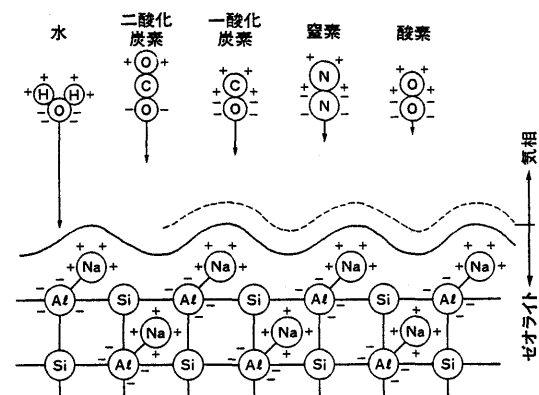 水
二酸化
炭素
一酸化
炭素
窒素
酸素
+ + + +
H H
O
− − − −
+ O +
C
− O −
+ +
+ C +
− O −
− −
+ +
+ N +
− N −
− −
+ +
+ O +
− O −
− −
気相
ゼオライト
+ Na + + Na + + Na + + Na +
Al Si Al Si Al Si Al
+ Na + + Na + + Na +
Si Al Si Al Si Al Si